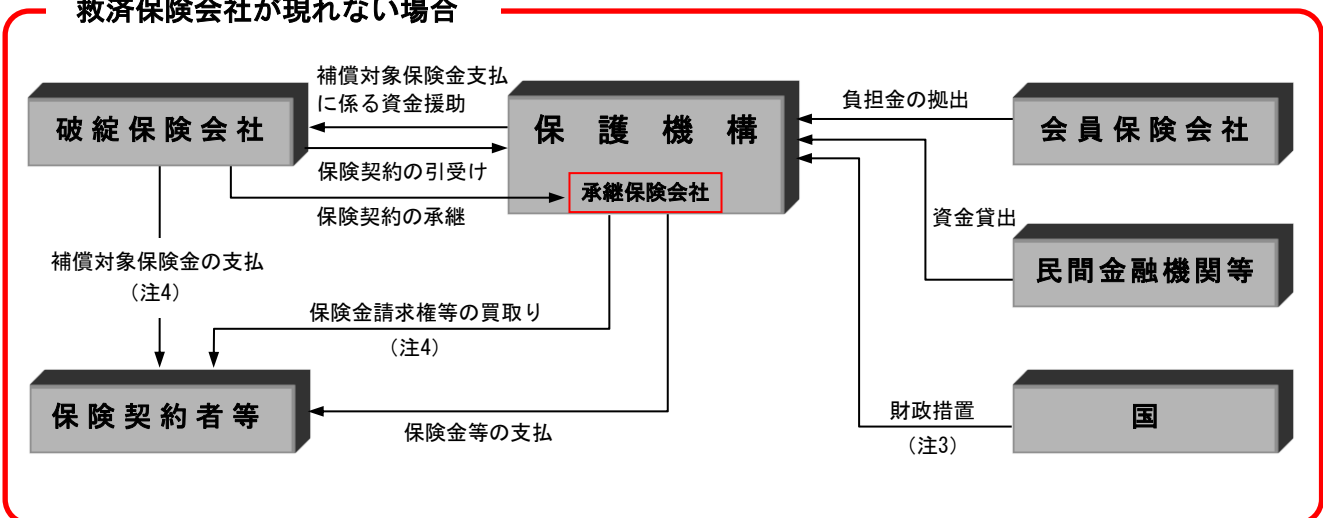 救済保険会社が現れない場合
補償対象保険金支払
に係る資金援助
負担金の拠出
破綻保険会社
保護機構
会員保険会社
保険契約の引受け
承継保険会社
保険契約の承継
資金貸出
補償対象保険金の支払
（注4）
民間金融機関等
保険金請求権等の買取り
（注4）
保険契約者等
財政措置
（注3）
国
保険金等の支払